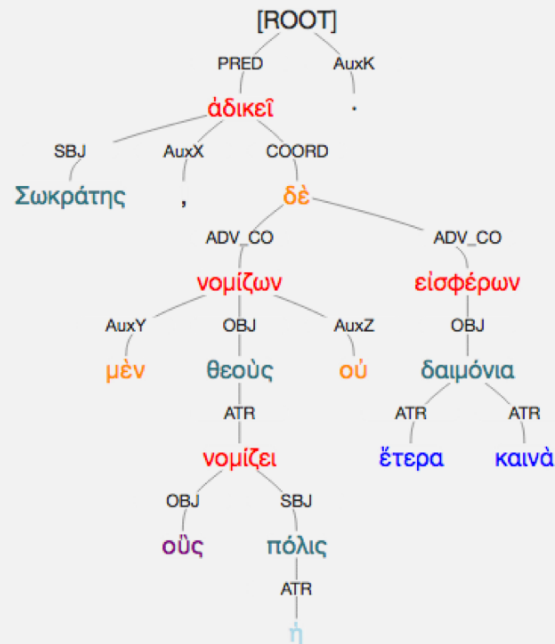 [ROOT]
PRED AuxK
ἀδικεῖ .
SBJ AuxX COORD
Σωκράτης , δὲ
ADV_CO ADV_CO
νομίζων εἰσφέρων
AuxY OBJ AuxZ OBJ
μὲν θεοὺς οὐ δαιμόνια
ATR ATR ATR
νομίζει ἕτερα καινὰ
OBJ SBJ
οὓς πόλις
ATR
ἡ